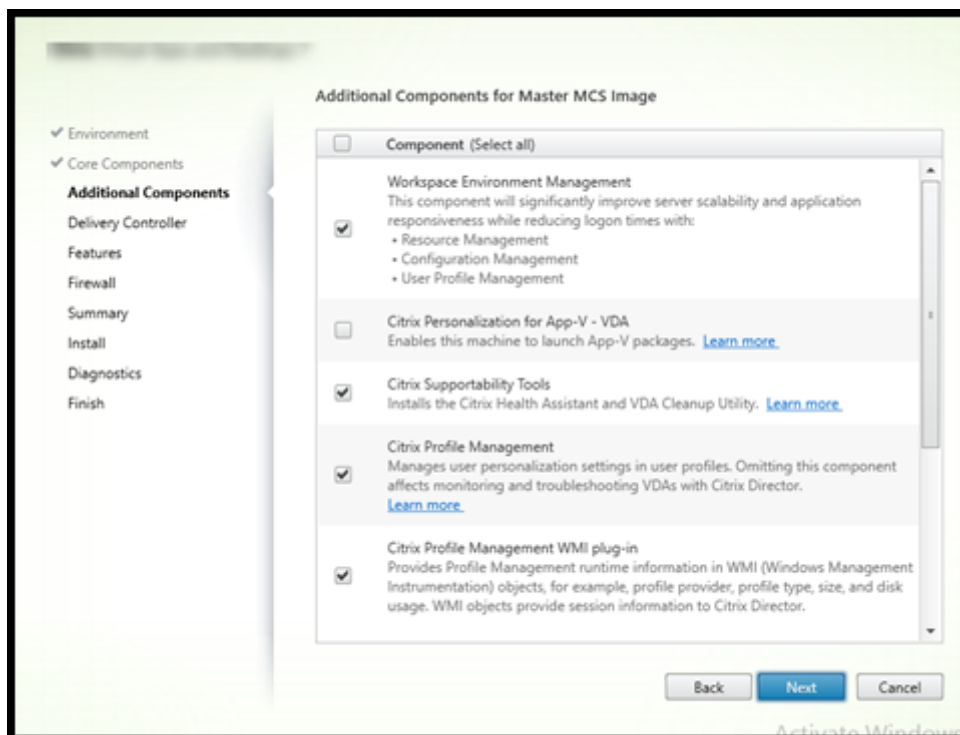 Additional Components for Master MCS Image
Environment
Core Components
Additional Components
Delivery Controller
Features
Firewall
Summary
Install
Diagnostics
Finish
Component (Select all)
Workspace Environment Management
This component will significantly improve server scalability and application
responsiveness while reducing logon times with:
• Resource Management
• Configuration Management
• User Profile Management
Citrix Personalization for App-V - VDA
Enables this machine to launch App-V packages. Learn more
Citrix Supportability Tools
Installs the Citrix Health Assistant and VDA Cleanup Utility. Learn more
Citrix Profile Management
Manages user personalization settings in user profiles. Omitting this component
affects monitoring and troubleshooting VDAs with Citrix Director.
Learn more
Citrix Profile Management WMI plug-in
Provides Profile Management runtime information in WMI (Windows Management
Instrumentation) objects, for example, profile provider, profile type, size, and disk
usage. WMI objects provide session information to Citrix Director.
Back
Next
Cancel
Activate Windows